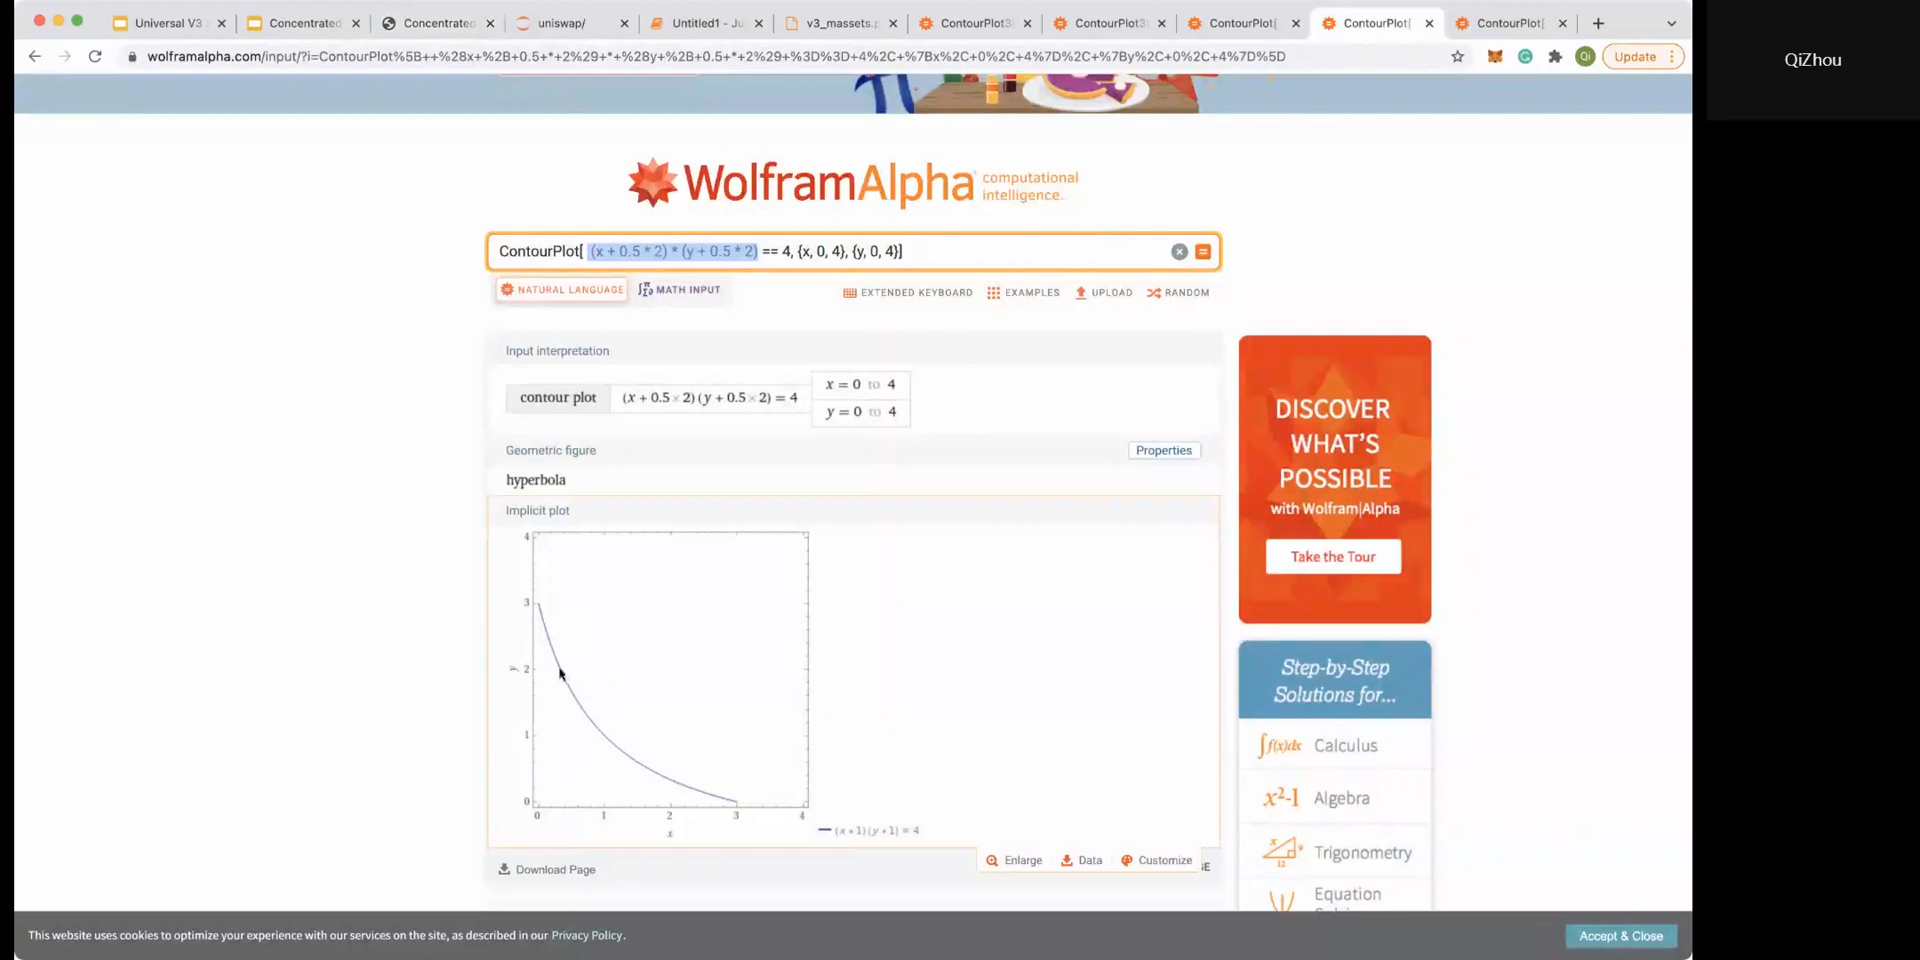 Universal V3
Concentrated
Concentrated
uniswap/
Untitled1 - Ju
v3_massets.p
ContourPlot3
ContourPlot3
ContourPlot[
ContourPlot[
ContourPlot[
wolframalpha.com/input/?i=ContourPlot%5B++%28x+%2B+0.5+*+2%29+*+%28y+%2B+0.5+*+2%29+%3D%3D+4%2C+%7Bx%2C+0%2C+4%7D%2C+%7By%2C+0%2C+4%7D%5D
Qi
Update
QiZhou
WolframAlpha computational intelligence.
ContourPlot[ (x + 0.5 * 2) * (y + 0.5 * 2) == 4, {x, 0, 4}, {y, 0, 4}]
NATURAL LANGUAGE
MATH INPUT
EXTENDED KEYBOARD
EXAMPLES
UPLOAD
RANDOM
Input interpretation
contour plot
(x + 0.5 × 2) (y + 0.5 × 2) = 4
x = 0 to 4
y = 0 to 4
Geometric figure
Properties
hyperbola
Implicit plot
4
3
2
1
0
y
0 1 2 3 4
x
(x + 1) (y + 1) = 4
Enlarge
Data
Customize
Download Page
DISCOVER
WHAT'S
POSSIBLE
with Wolfram|Alpha
Take the Tour
Step-by-Step
Solutions for...
∫f(x)dx Calculus
x²-1 Algebra
Trigonometry
Equation
This website uses cookies to optimize your experience with our services on the site, as described in our Privacy Policy.
Accept & Close